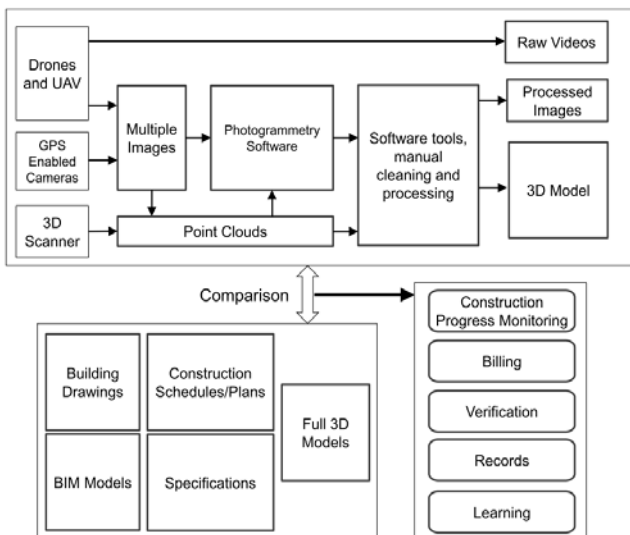 Drones
and UAV
Raw Videos
Processed
Images
Multiple
Images
Photogrammetry
Software
Software tools,
manual
cleaning and
processing
GPS
Enabled
Cameras
3D Model
3D
Scanner
Point Clouds
Comparison
Construction
Progress Monitoring
Building
Drawings
Construction
Schedules/Plans
Full 3D
Models
BIM Models
Specifications
Billing
Verification
Records
Learning